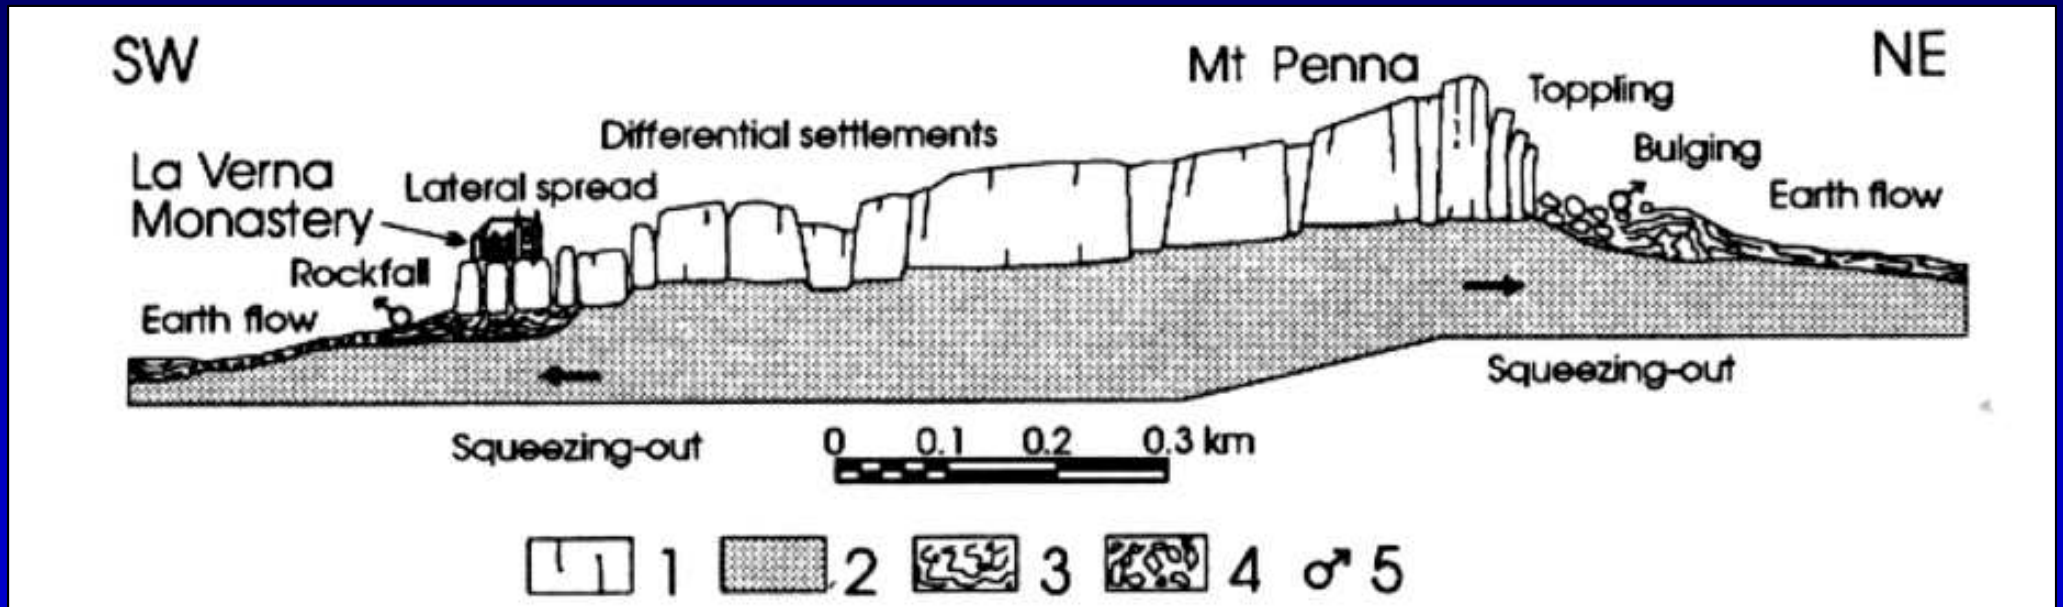 SW
Mt Penna
NE
Toppling
Differential settlements
Bulging
La Verna
Monastery
Lateral spread
Earth flow
Rockfall
Earth flow
Squeezing-out
Squeezing-out
0 0.1 0.2 0.3 km
1 2 3 4 ♂ 5